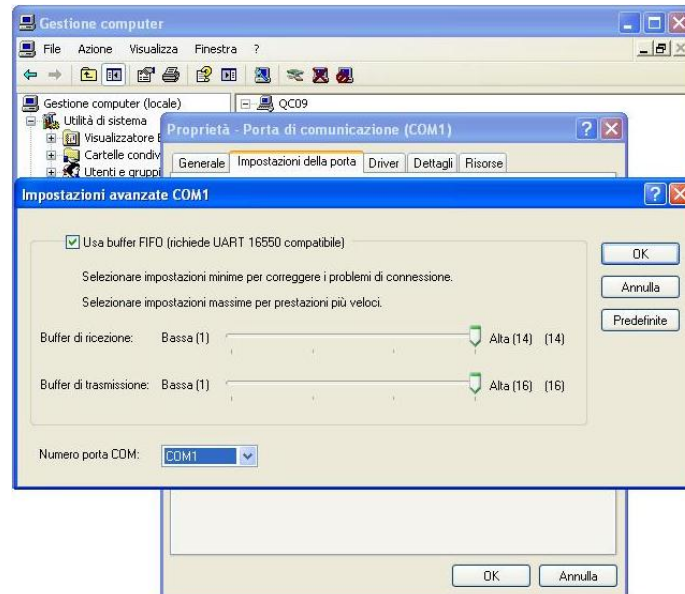 Gestione computer
File Azione Visualizza Finestra ?
Gestione computer (locale)
QC09
Utilità di sistema
Visualizzatore E
Cartelle condiv
Utenti e gruppi
Proprietà - Porta di comunicazione (COM1)
Generale Impostazioni della porta Driver Dettagli Risorse
Impostazioni avanzate COM1
Usa buffer FIFO (richiede UART 16550 compatibile)
OK
Selezionare impostazioni minime per correggere i problemi di connessione.
Annulla
Selezionare impostazioni massime per prestazioni più veloci.
Predefinite
Buffer di ricezione: Bassa (1) Alta (14) (14)
Buffer di trasmissione: Bassa (1) Alta (16) (16)
Numero porta COM: COM1
OK Annulla